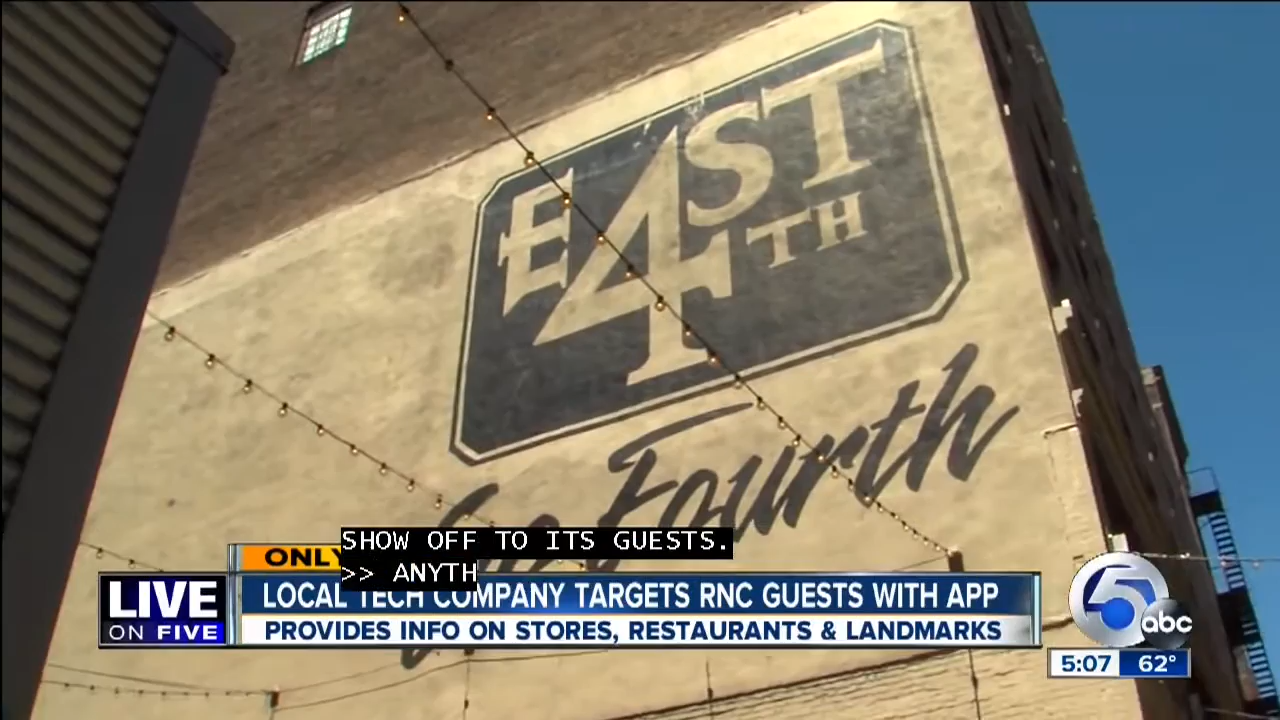 EAST
4TH
Go Fourth
SHOW OFF TO ITS GUESTS.
>> ANYTH
ONLY
LOCAL TECH COMPANY TARGETS RNC GUESTS WITH APP
PROVIDES INFO ON STORES, RESTAURANTS & LANDMARKS
LIVE
ON FIVE
5
abc
5:07
62°